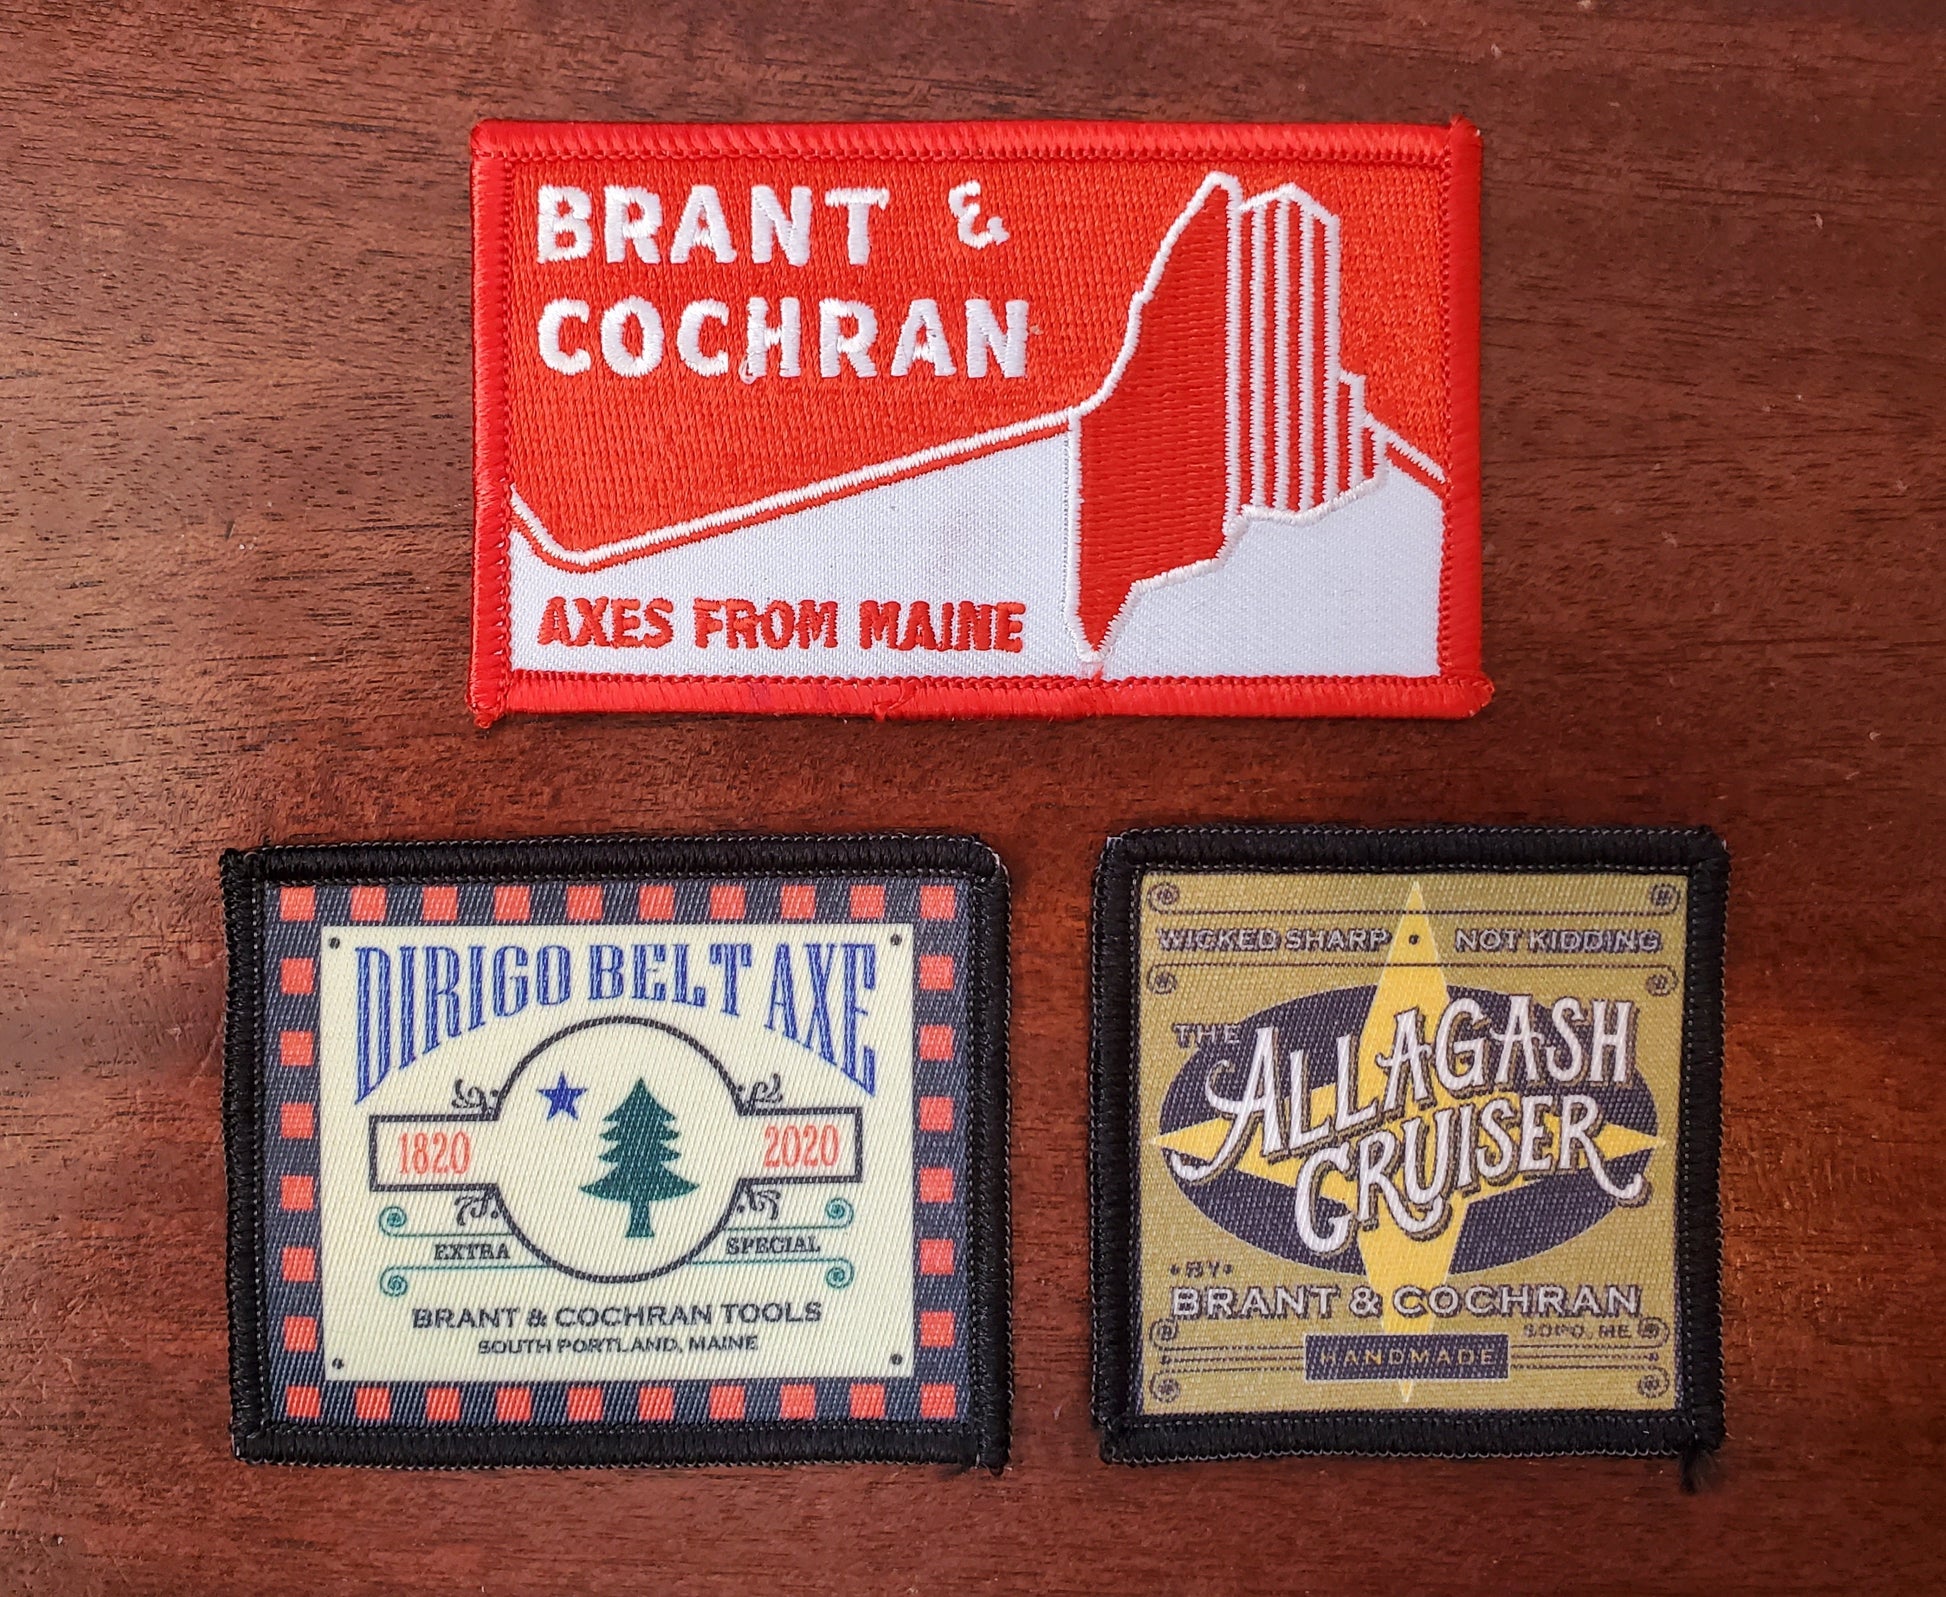 BRANT &
COCHRAN
AXES FROM MAINE
DIRIGO BELT AXE
1820 2020
EXTRA SPECIAL
BRANT & COCHRAN TOOLS
SOUTH PORTLAND, MAINE
WICKED SHARP • NOT KIDDING
THE
ALLAGASH
CRUISER
• BY •
BRANT & COCHRAN
SOPO, ME
HANDMADE